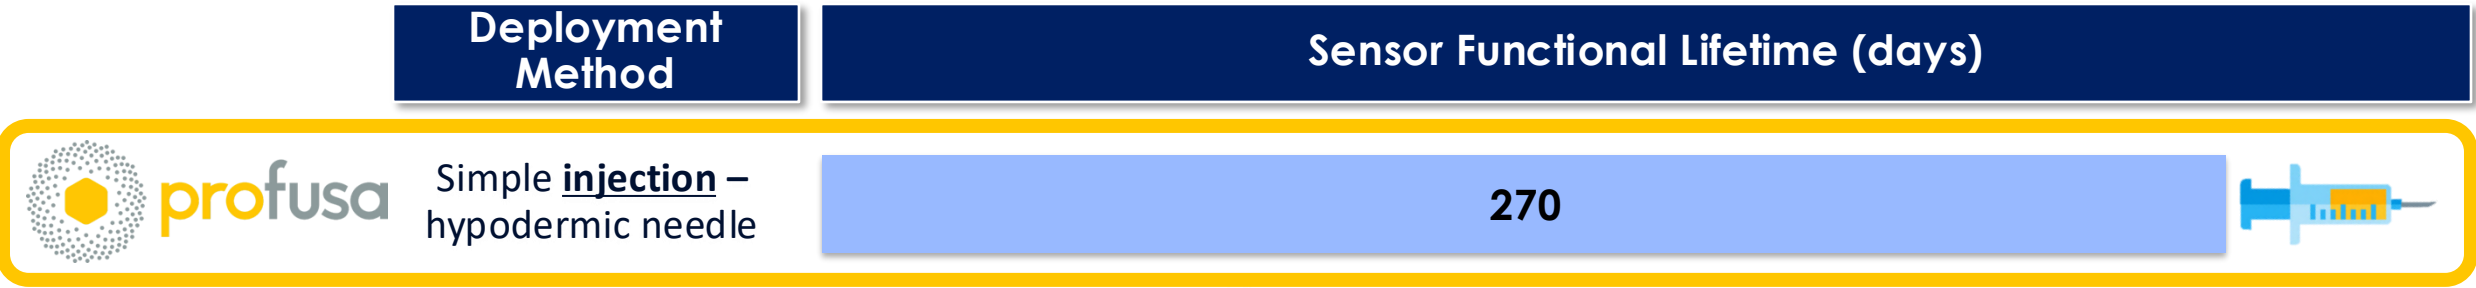 Deployment
Method
Sensor Functional Lifetime (days)
profusa
Simple injection –
hypodermic needle
270